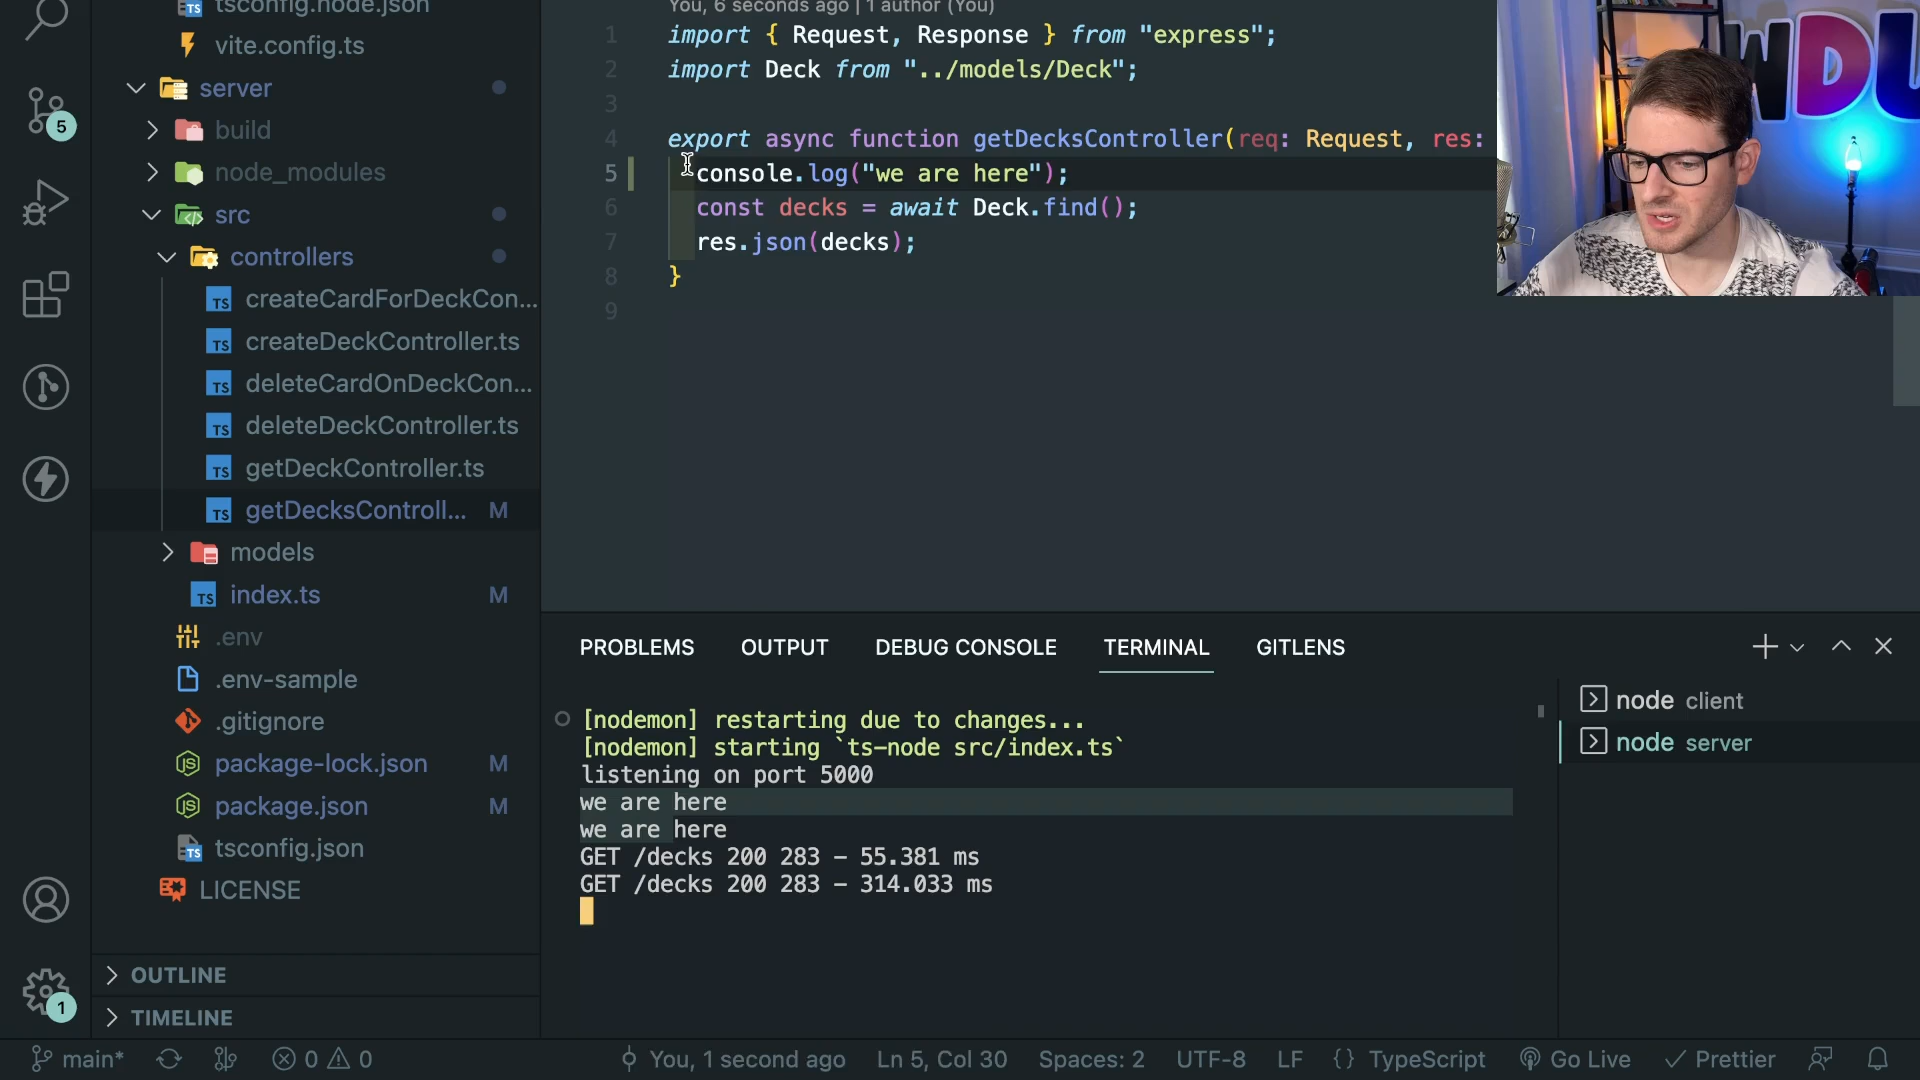 tsconfig.node.json
vite.config.ts
server
build
node_modules
src
controllers
createCardForDeckCon...
createDeckController.ts
deleteCardOnDeckCon...
deleteDeckController.ts
getDeckController.ts
getDecksControll... M
models
index.ts M
.env
.env-sample
.gitignore
package-lock.json M
package.json M
tsconfig.json
LICENSE
OUTLINE
TIMELINE
5
1
You, 6 seconds ago | 1 author (You)
1 import { Request, Response } from "express";
2 import Deck from "../models/Deck";
3
4 export async function getDecksController(req: Request, res:
5 console.log("we are here");
6 const decks = await Deck.find();
7 res.json(decks);
8 }
9
WDU
PROBLEMS OUTPUT DEBUG CONSOLE TERMINAL GITLENS
[nodemon] restarting due to changes...
[nodemon] starting `ts-node src/index.ts`
listening on port 5000
we are here
we are here
GET /decks 200 283 - 55.381 ms
GET /decks 200 283 - 314.033 ms
node client
node server
main* 0 0 You, 1 second ago Ln 5, Col 30 Spaces: 2 UTF-8 LF {} TypeScript Go Live Prettier